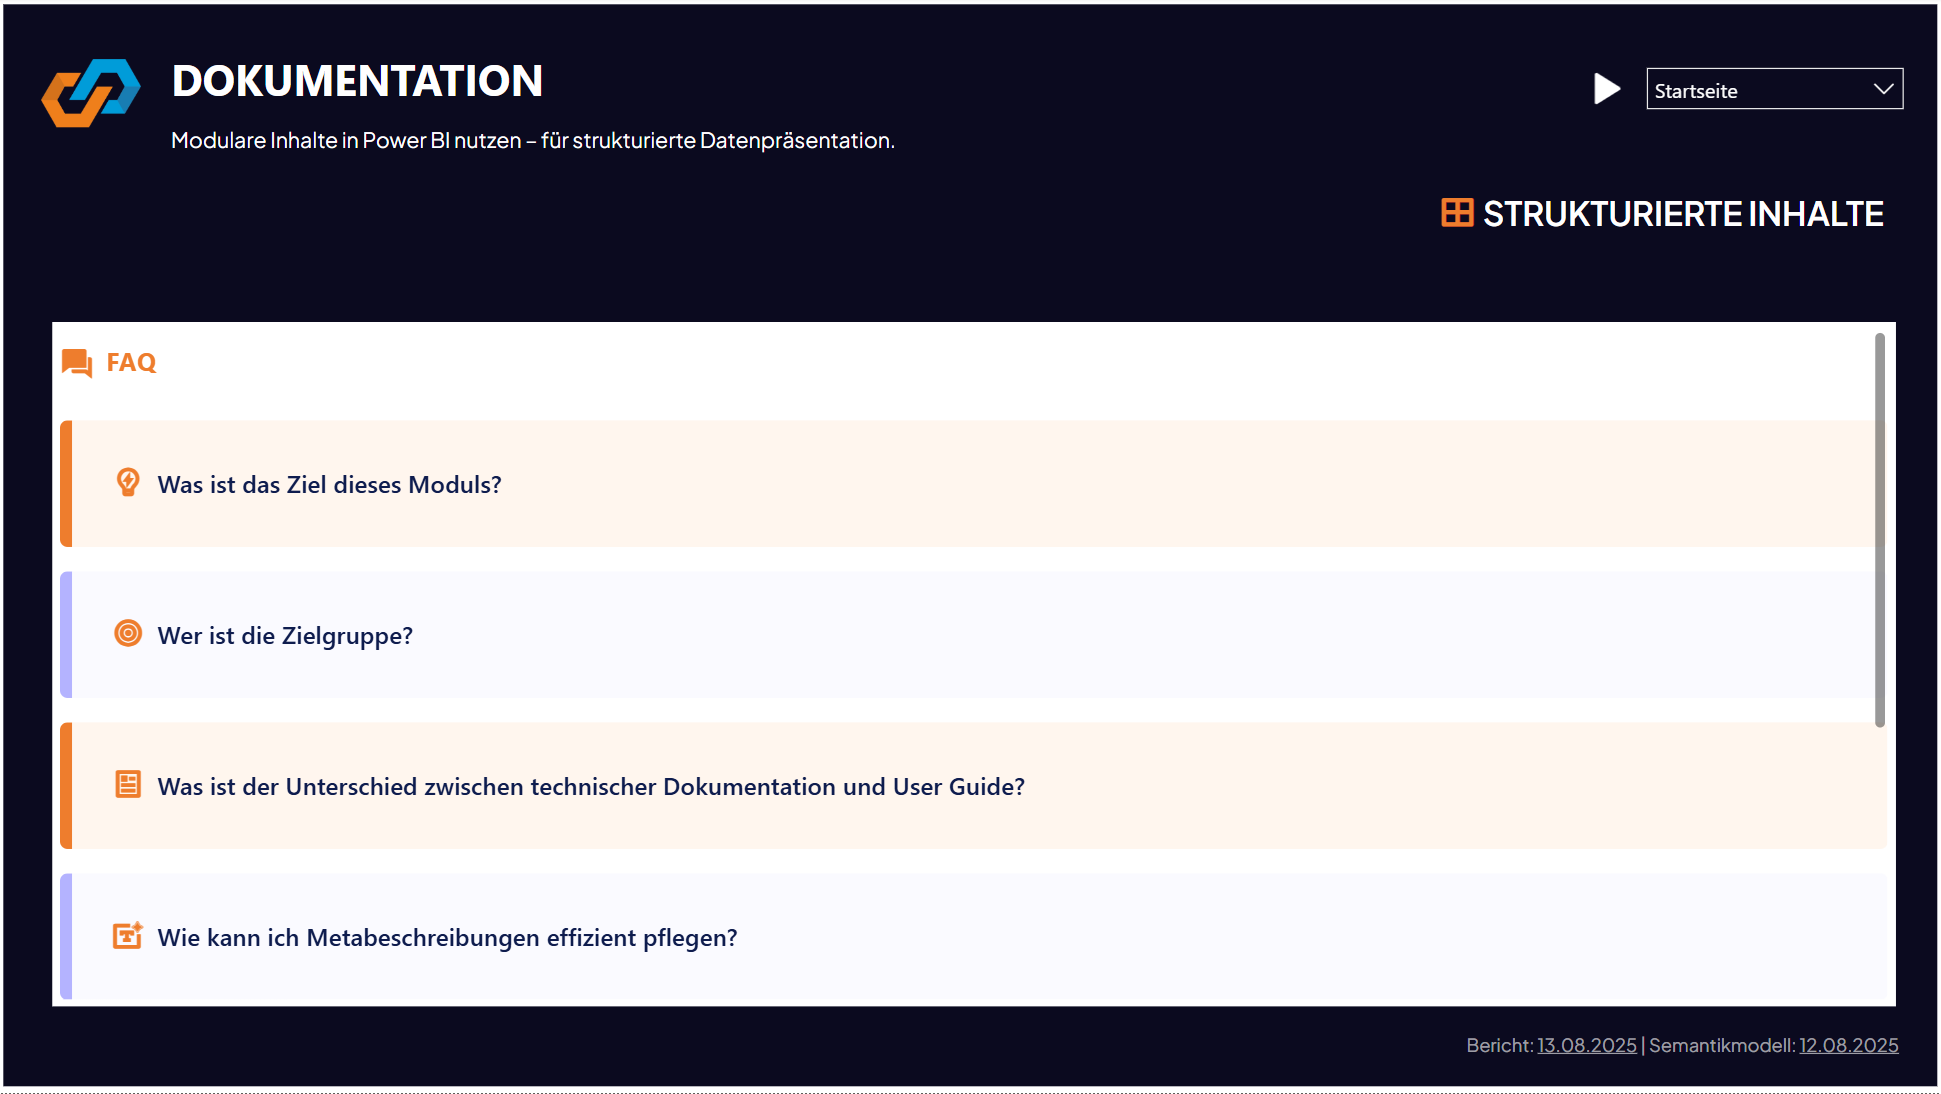 DOKUMENTATION
Startseite
Modulare Inhalte in Power BI nutzen – für strukturierte Datenpräsentation.
STRUKTURIERTE INHALTE
FAQ
Was ist das Ziel dieses Moduls?
Wer ist die Zielgruppe?
Was ist der Unterschied zwischen technischer Dokumentation und User Guide?
Wie kann ich Metabeschreibungen effizient pflegen?
Bericht: 13.08.2025 | Semantikmodell: 12.08.2025